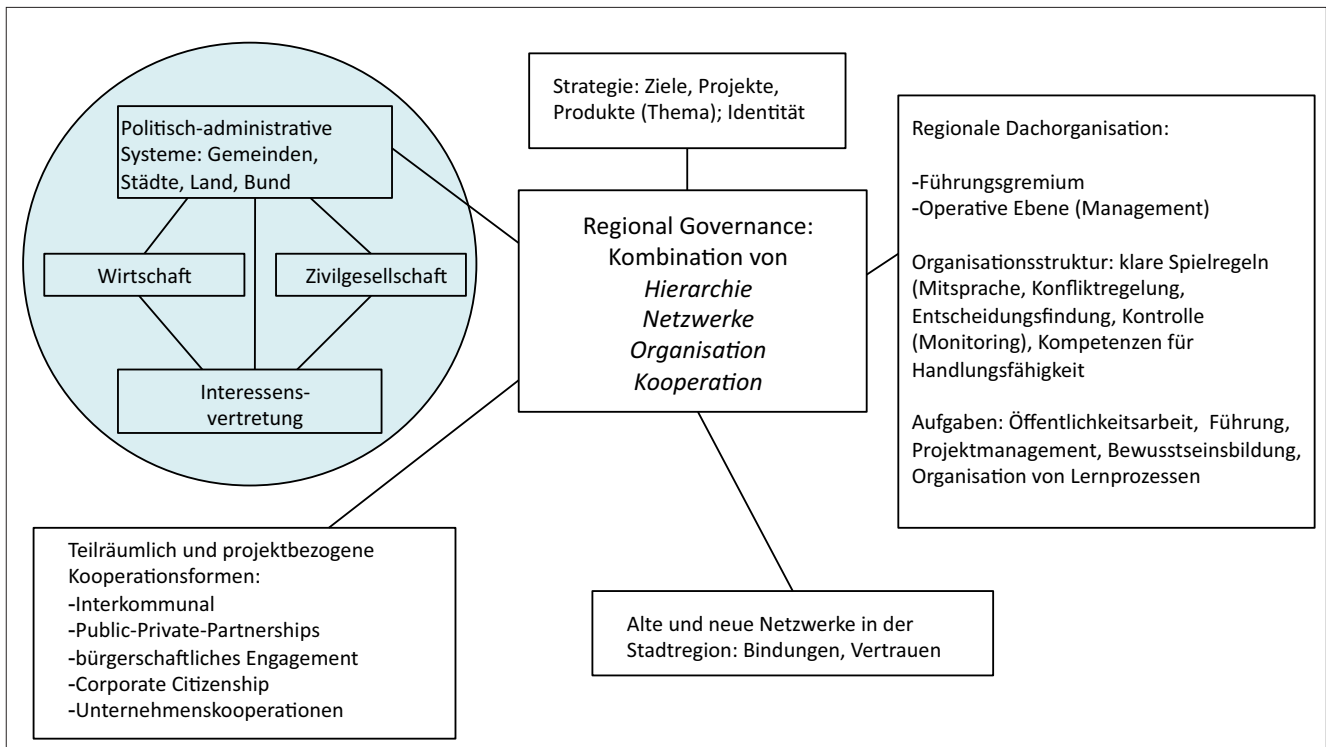 Politisch-administrative
Systeme: Gemeinden,
Städte, Land, Bund
Wirtschaft
Zivilgesellschaft
Interessens-
vertretung
Strategie: Ziele, Projekte,
Produkte (Thema); Identität
Regional Governance:
Kombination von
Hierarchie
Netzwerke
Organisation
Kooperation
Regionale Dachorganisation:
-Führungsgremium
-Operative Ebene (Management)
Organisationsstruktur: klare Spielregeln
(Mitsprache, Konfliktregelung,
Entscheidungsfindung, Kontrolle
(Monitoring), Kompetenzen für
Handlungsfähigkeit
Aufgaben: Öffentlichkeitsarbeit, Führung,
Projektmanagement, Bewusstseinsbildung,
Organisation von Lernprozessen
Teilräumlich und projektbezogene
Kooperationsformen:
-Interkommunal
-Public-Private-Partnerships
-bürgerschaftliches Engagement
-Corporate Citizenship
-Unternehmenskooperationen
Alte und neue Netzwerke in der
Stadtregion: Bindungen, Vertrauen